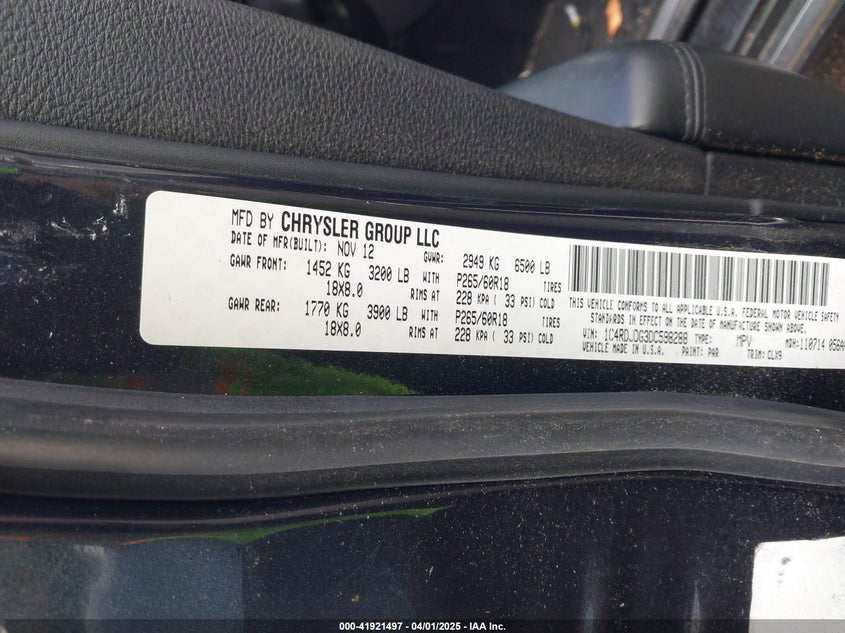 MFD BY CHRYSLER GROUP LLC
DATE OF MFR(BUILT): NOV 12 GVWR: 2949 KG 6500 LB
GAWR FRONT: 1452 KG 3200 LB WITH P265/60R18 TIRES
18X8.0 RIMS AT 228 KPA ( 33 PSI) COLD
GAWR REAR: 1770 KG 3900 LB WITH P265/60R18 TIRES
18X8.0 RIMS AT 228 KPA ( 33 PSI) COLD
THIS VEHICLE CONFORMS TO ALL APPLICABLE U.S.A. FEDERAL MOTOR VEHICLE SAFETY
STANDARDS IN EFFECT ON THE DATE OF MANUFACTURE SHOWN ABOVE.
VIN: 1C4RDJDG3DC598288 TYPE: MPV MDH:110714 056A
VEHICLE MADE IN U.S.A. PAINT: PAR TRIM: CLX9
000-41921497 - 04/01/2025 - IAA Inc.